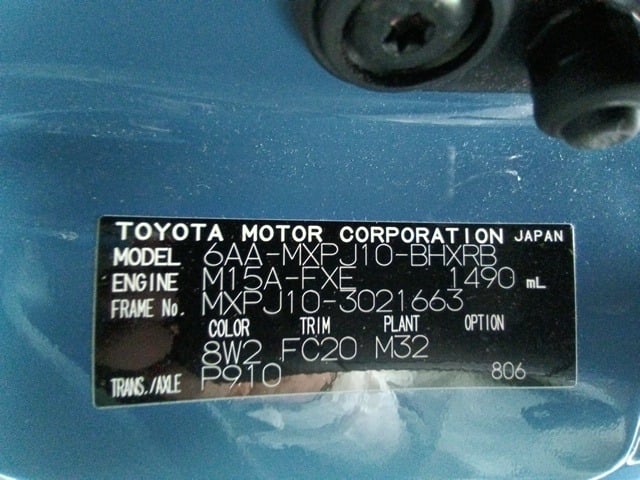 TOYOTA MOTOR CORPORATION JAPAN
MODEL 6AA-MXPJ10-BHXRB
ENGINE M15A-FXE 1490 mL
FRAME No. MXPJ10-3021663
COLOR TRIM PLANT OPTION
8W2 FC20 M32
TRANS./AXLE P910 806